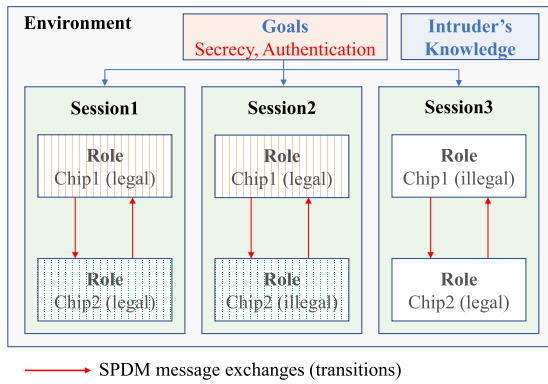 Environment
Goals
Secrecy, Authentication
Intruder's
Knowledge
Session1
Role
Chip1 (legal)
Role
Chip2 (legal)
Session2
Role
Chip1 (legal)
Role
Chip2 (illegal)
Session3
Role
Chip1 (illegal)
Role
Chip2 (legal)
SPDM message exchanges (transitions)